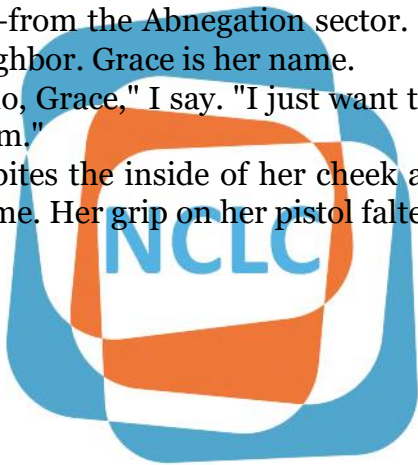 -from the Abnegation sector.
ghbor. Grace is her name.
o, Grace," I say. "I just want t
m."
bites the inside of her cheek a
me. Her grip on her pistol falte
NCLC